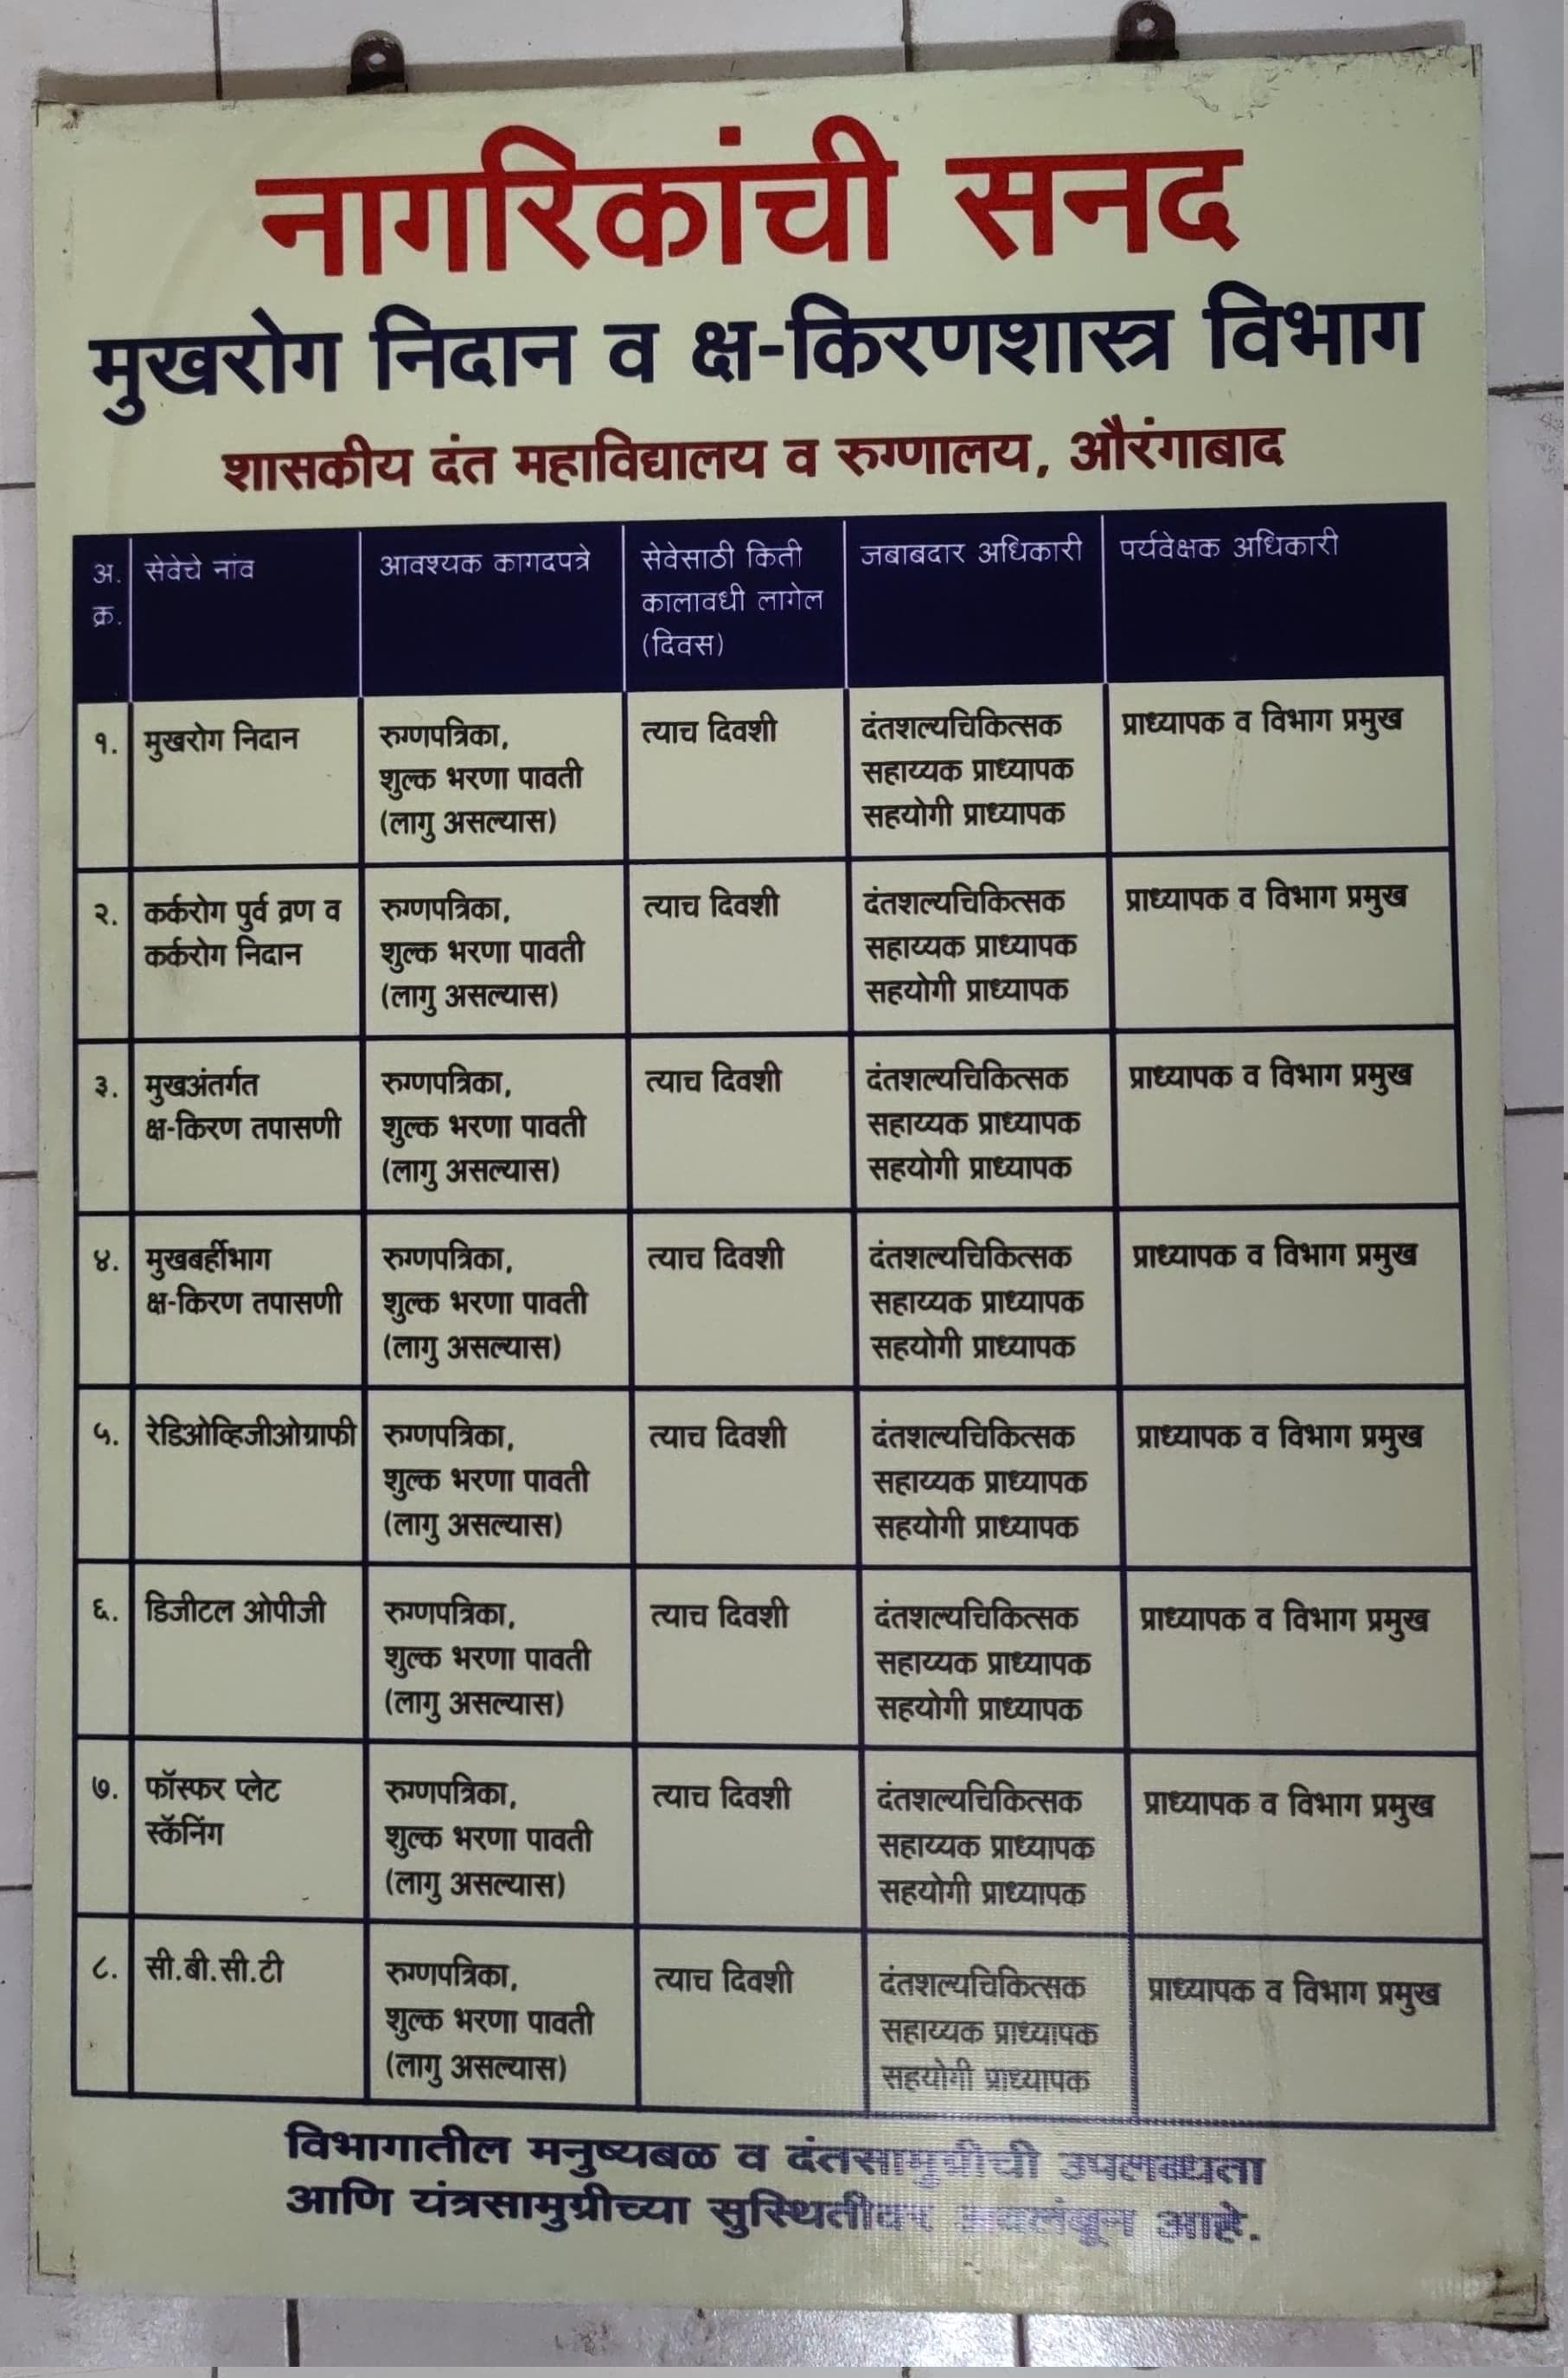 नागरिकांची सनद
मुखरोग निदान व क्ष-किरणशास्त्र विभाग
शासकीय दंत महाविद्यालय व रुग्णालय, औरंगाबाद
अ. क्र. सेवेचे नांव आवश्यक कागदपत्रे सेवेसाठी किती कालावधी लागेल (दिवस) जबाबदार अधिकारी पर्यवेक्षक अधिकारी
१. मुखरोग निदान रुग्णपत्रिका, त्याच दिवशी दंतशल्यचिकित्सक प्राध्यापक व विभाग प्रमुख
शुल्क भरणा पावती सहाय्यक प्राध्यापक
(लागु असल्यास) सहयोगी प्राध्यापक
२. कर्करोग पुर्व व्रण व रुग्णपत्रिका, त्याच दिवशी दंतशल्यचिकित्सक प्राध्यापक व विभाग प्रमुख
कर्करोग निदान शुल्क भरणा पावती सहाय्यक प्राध्यापक
(लागु असल्यास) सहयोगी प्राध्यापक
३. मुखअंतर्गत रुग्णपत्रिका, त्याच दिवशी दंतशल्यचिकित्सक प्राध्यापक व विभाग प्रमुख
क्ष-किरण तपासणी शुल्क भरणा पावती सहाय्यक प्राध्यापक
(लागु असल्यास) सहयोगी प्राध्यापक
४. मुखबर्हीभाग रुग्णपत्रिका, त्याच दिवशी दंतशल्यचिकित्सक प्राध्यापक व विभाग प्रमुख
क्ष-किरण तपासणी शुल्क भरणा पावती सहाय्यक प्राध्यापक
(लागु असल्यास) सहयोगी प्राध्यापक
५. रेडिओव्हिजीओग्राफी रुग्णपत्रिका, त्याच दिवशी दंतशल्यचिकित्सक प्राध्यापक व विभाग प्रमुख
शुल्क भरणा पावती सहाय्यक प्राध्यापक
(लागु असल्यास) सहयोगी प्राध्यापक
६. डिजीटल ओपीजी रुग्णपत्रिका, त्याच दिवशी दंतशल्यचिकित्सक प्राध्यापक व विभाग प्रमुख
शुल्क भरणा पावती सहाय्यक प्राध्यापक
(लागु असल्यास) सहयोगी प्राध्यापक
७. फॉस्फर प्लेट रुग्णपत्रिका, त्याच दिवशी दंतशल्यचिकित्सक प्राध्यापक व विभाग प्रमुख
स्कॅनिंग शुल्क भरणा पावती सहाय्यक प्राध्यापक
(लागु असल्यास) सहयोगी प्राध्यापक
८. सी.बी.सी.टी रुग्णपत्रिका, त्याच दिवशी दंतशल्यचिकित्सक प्राध्यापक व विभाग प्रमुख
शुल्क भरणा पावती सहाय्यक प्राध्यापक
(लागु असल्यास) सहयोगी प्राध्यापक
विभागातील मनुष्यबळ व दंतसामुग्रीची उपलब्धता
आणि यंत्रसामुग्रीच्या सुस्थितीवर अवलंबून आहे.